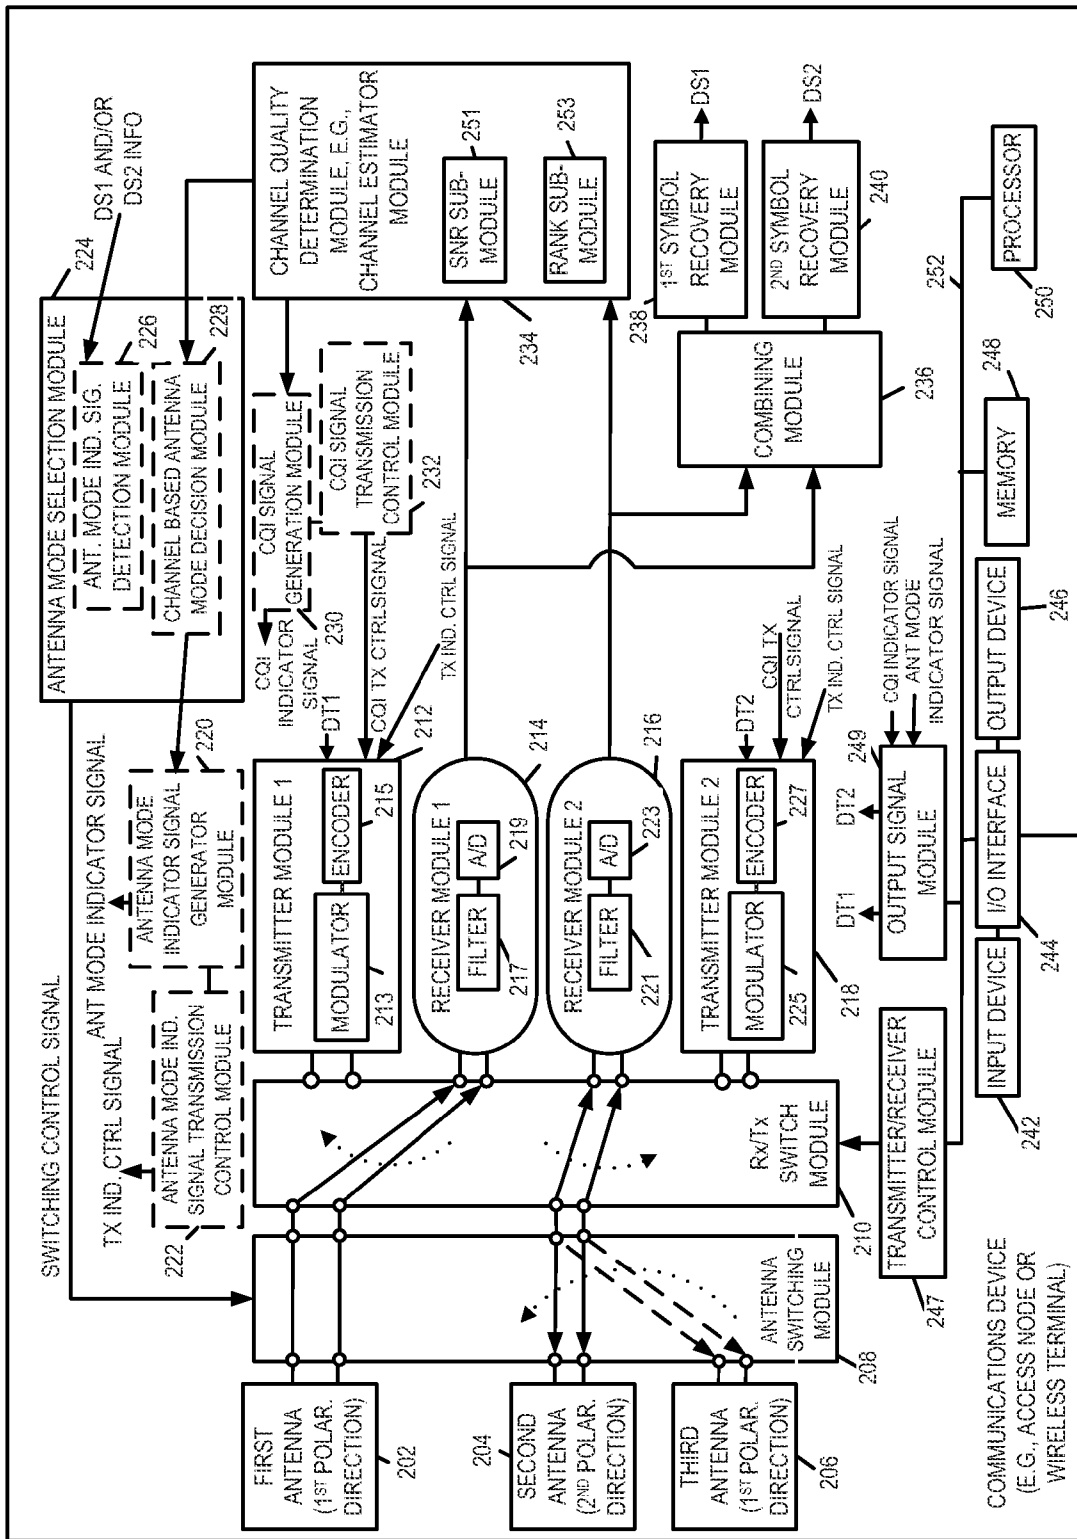 SWITCHING CONTROL SIGNAL
ANTENNA MODE SELECTION MODULE
224
DS1 AND/OR
DS2 INFO
ANT. MODE IND. SIG.
DETECTION MODULE
226
CHANNEL BASED ANTENNA
MODE DECISION MODULE
228
ANT MODE INDICATOR SIGNAL
TX IND. CTRL SIGNAL
ANTENNA MODE IND.
SIGNAL TRANSMISSION
CONTROL MODULE
222
ANTENNA MODE
INDICATOR SIGNAL
GENERATOR
MODULE
220
CQI
INDICATOR
SIGNAL
230
CQI SIGNAL
GENERATION MODULE
CQI SIGNAL
TRANSMISSION
CONTROL MODULE
232
CQI TX CTRL SIGNAL
TX IND. CTRL SIGNAL
CHANNEL QUALITY
DETERMINATION
MODULE, E.G.,
CHANNEL ESTIMATOR
MODULE
234
SNR SUB-
MODULE
251
RANK SUB-
MODULE
253
FIRST
ANTENNA
(1ST POLAR.
DIRECTION)
202
SECOND
ANTENNA
(2ND POLAR.
DIRECTION)
204
THIRD
ANTENNA
(1ST POLAR.
DIRECTION)
206
ANTENNA
SWITCHING
MODULE
208
Rx/Tx
SWITCH
MODULE
210
TRANSMITTER MODULE 1
MODULATOR
213
ENCODER
215
DT1
212
RECEIVER MODULE 1
FILTER
217
A/D
219
214
RECEIVER MODULE 2
FILTER
221
A/D
223
216
TRANSMITTER MODULE 2
MODULATOR
225
ENCODER
227
218
DT2
CQI TX
CTRL SIGNAL
TX IND. CTRL SIGNAL
COMBINING
MODULE
236
1ST SYMBOL
RECOVERY
MODULE
238
DS1
2ND SYMBOL
RECOVERY
MODULE
240
DS2
TRANSMITTER/RECEIVER
CONTROL MODULE
247
DT1
DT2
249
OUTPUT SIGNAL
MODULE
CQI INDICATOR SIGNAL
ANT MODE
INDICATOR SIGNAL
252
INPUT DEVICE
242
I/O INTERFACE
244
OUTPUT DEVICE
246
MEMORY
248
PROCESSOR
250
COMMUNICATIONS DEVICE
(E.G., ACCESS NODE OR
WIRELESS TERMINAL)